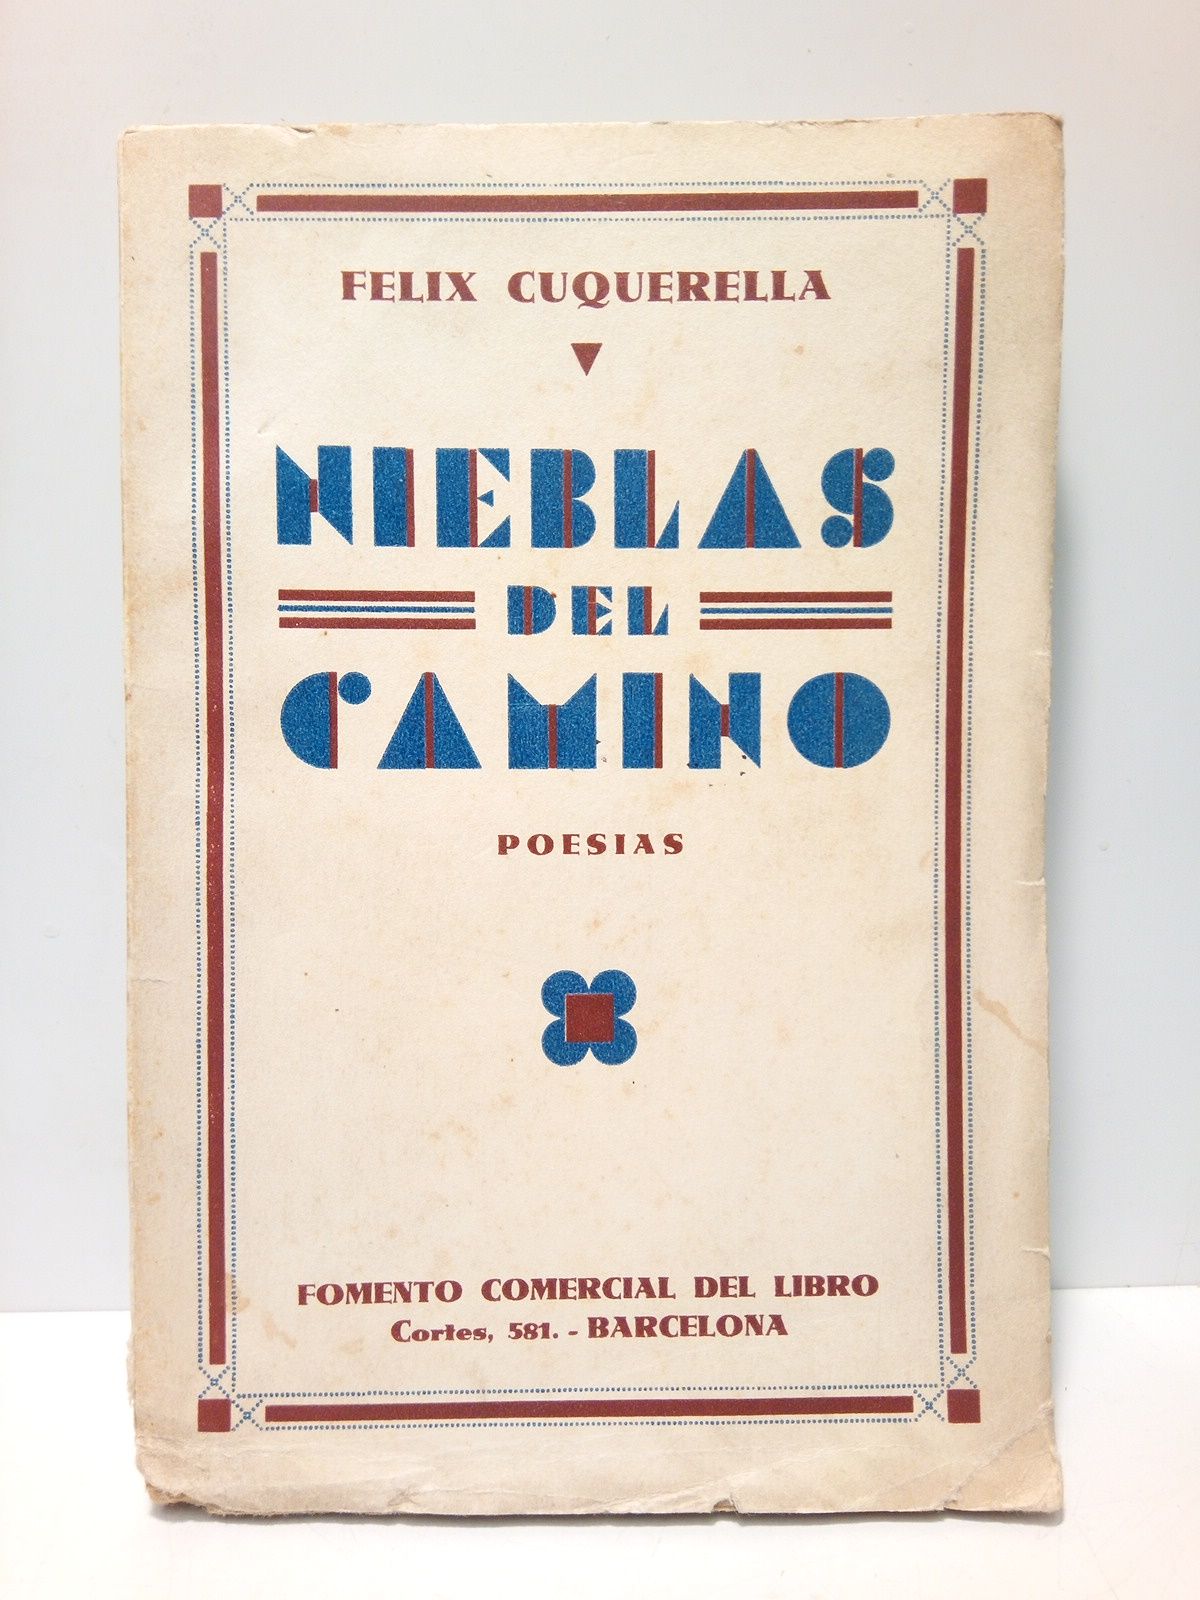 FELIX CUQUERELLA
NIEBLAS
DEL
CAMINO
POESIAS
FOMENTO COMERCIAL DEL LIBRO
Cortes, 581. - BARCELONA